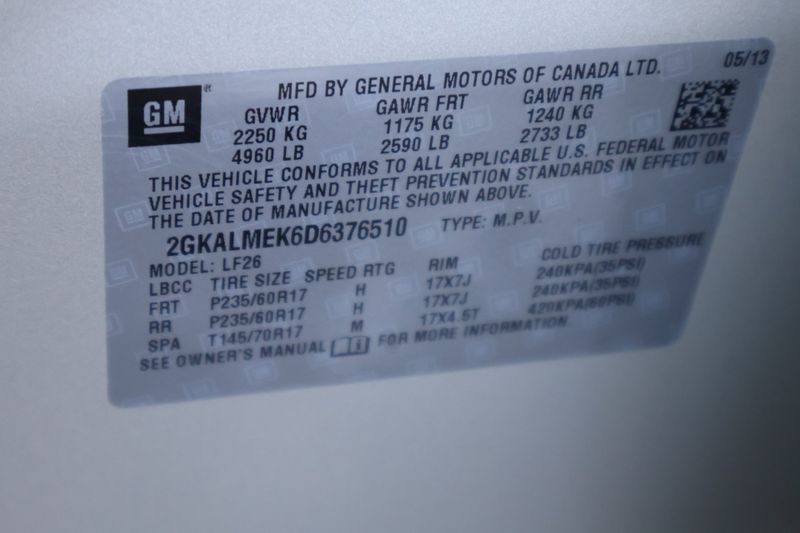 05/13
MFD BY GENERAL MOTORS OF CANADA LTD.
GM
GVWR GAWR FRT GAWR RR
2250 KG 1175 KG 1240 KG
4960 LB 2590 LB 2733 LB
THIS VEHICLE CONFORMS TO ALL APPLICABLE U.S. FEDERAL MOTOR
VEHICLE SAFETY AND THEFT PREVENTION STANDARDS IN EFFECT ON
THE DATE OF MANUFACTURE SHOWN ABOVE.
2GKALMEK6D6376510 TYPE: M.P.V.
MODEL: LF26
LBCC TIRE SIZE SPEED RTG RIM COLD TIRE PRESSURE
FRT P235/60R17 H 17X7J 240KPA(35PSI)
RR P235/60R17 H 17X7J 240KPA(35PSI)
SPA T145/70R17 M 17X4.5T 420KPA(60PSI)
SEE OWNER'S MANUAL FOR MORE INFORMATION